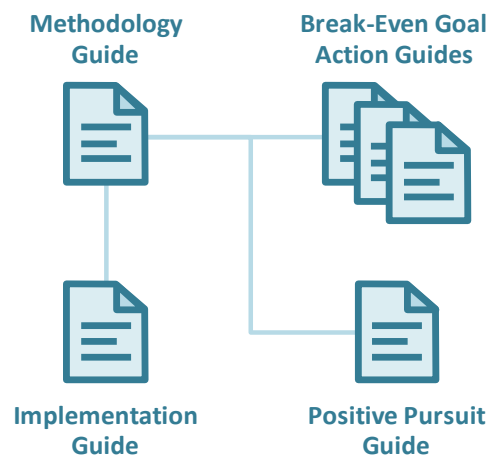 Methodology
Guide
Break-Even Goal
Action Guides
Implementation
Guide
Positive Pursuit
Guide